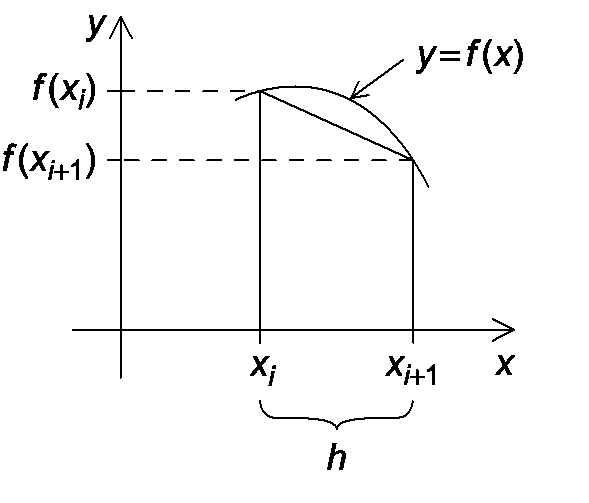 y
y=f(x)
f(xᵢ)
f(xᵢ₊₁)
xᵢ
xᵢ₊₁
x
h